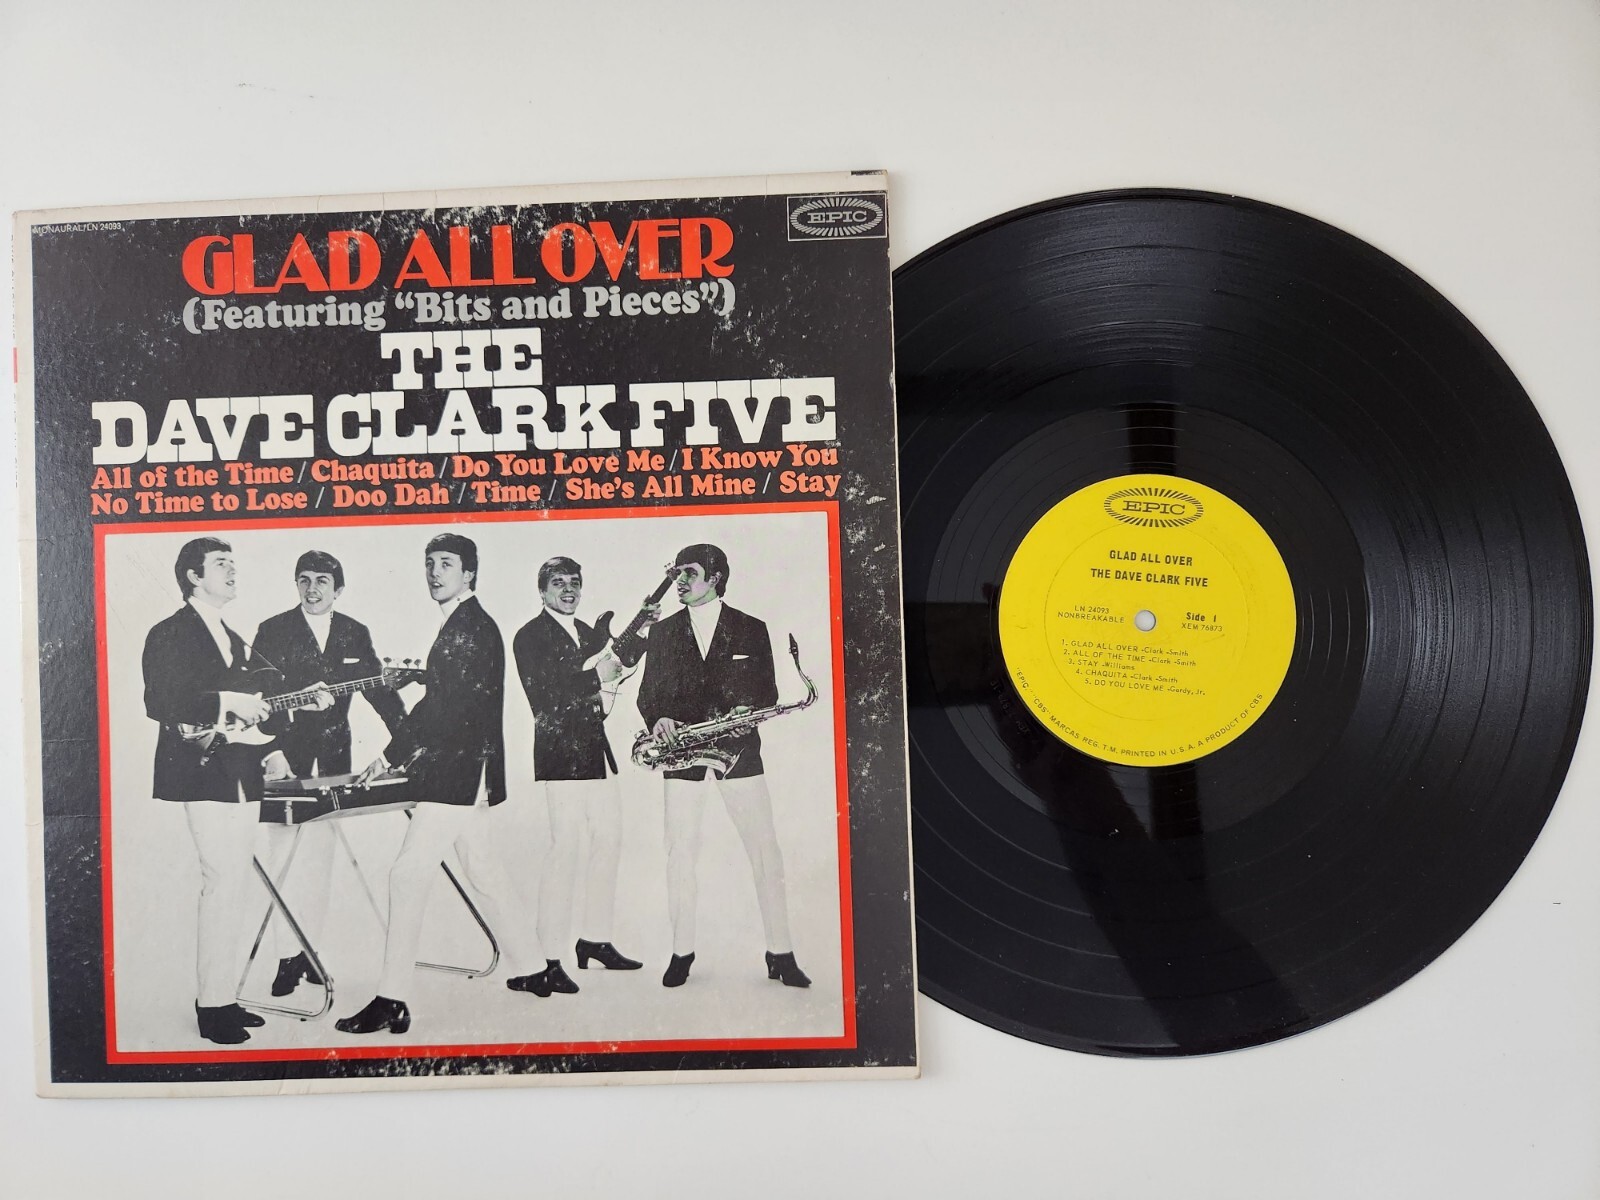 MONAURAL/LN 24093
EPIC
GLAD ALL OVER
(Featuring “Bits and Pieces”)
THE
DAVE CLARK FIVE
All of the Time / Chaquita / Do You Love Me / I Know You
No Time to Lose / Doo Dah / Time / She's All Mine / Stay
EPIC
GLAD ALL OVER
THE DAVE CLARK FIVE
LN 24093
NONBREAKABLE
Side 1
XEM 76873
1. GLAD ALL OVER -Clark -Smith
2. ALL OF THE TIME -Clark -Smith
3. STAY -Williams
4. CHAQUITA -Clark -Smith
5. DO YOU LOVE ME -Gordy, Jr.
"EPIC", "CBS" MARCAS REG. T.M. PRINTED IN U.S.A. A PRODUCT OF CBS